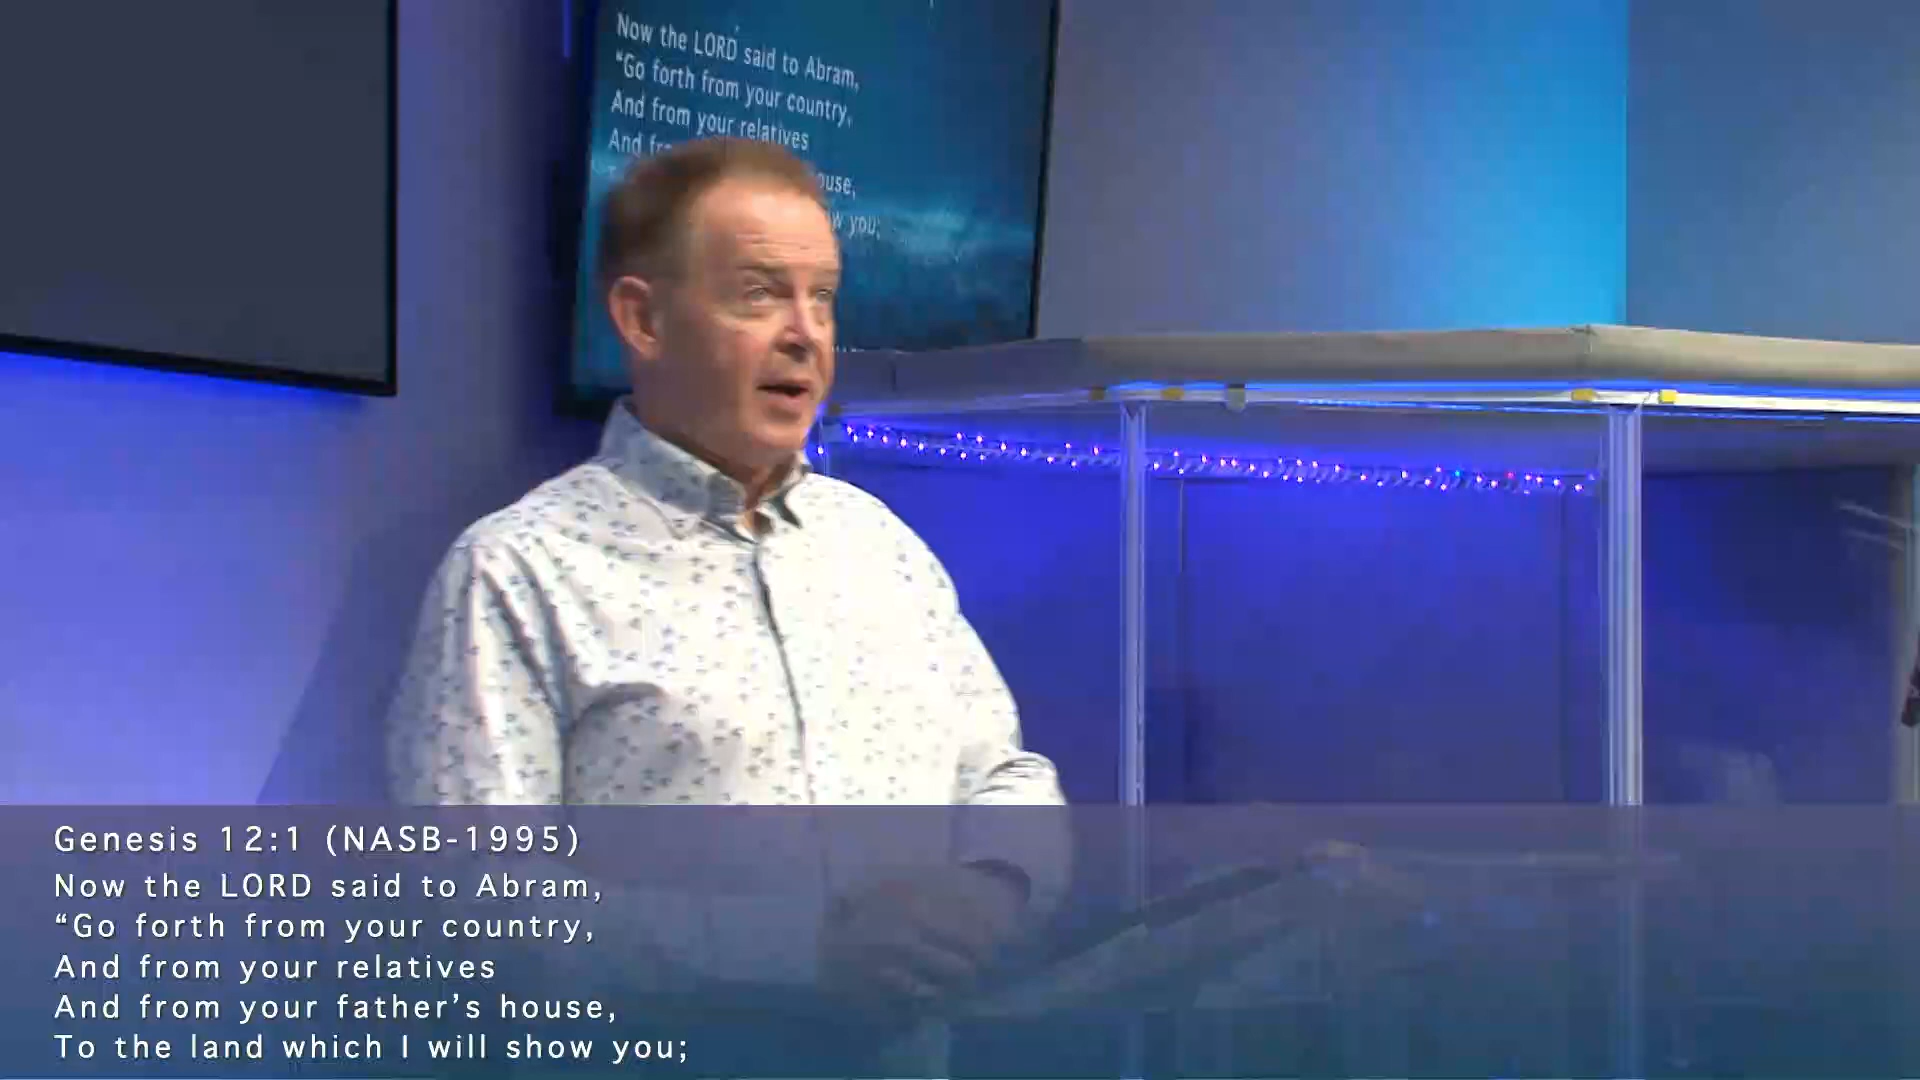 Now the LORD said to Abram,
“Go forth from your country,
And from your relatives
And
you;
Genesis 12:1 (NASB-1995)
Now the LORD said to Abram,
“Go forth from your country,
And from your relatives
And from your father’s house,
To the land which I will show you;